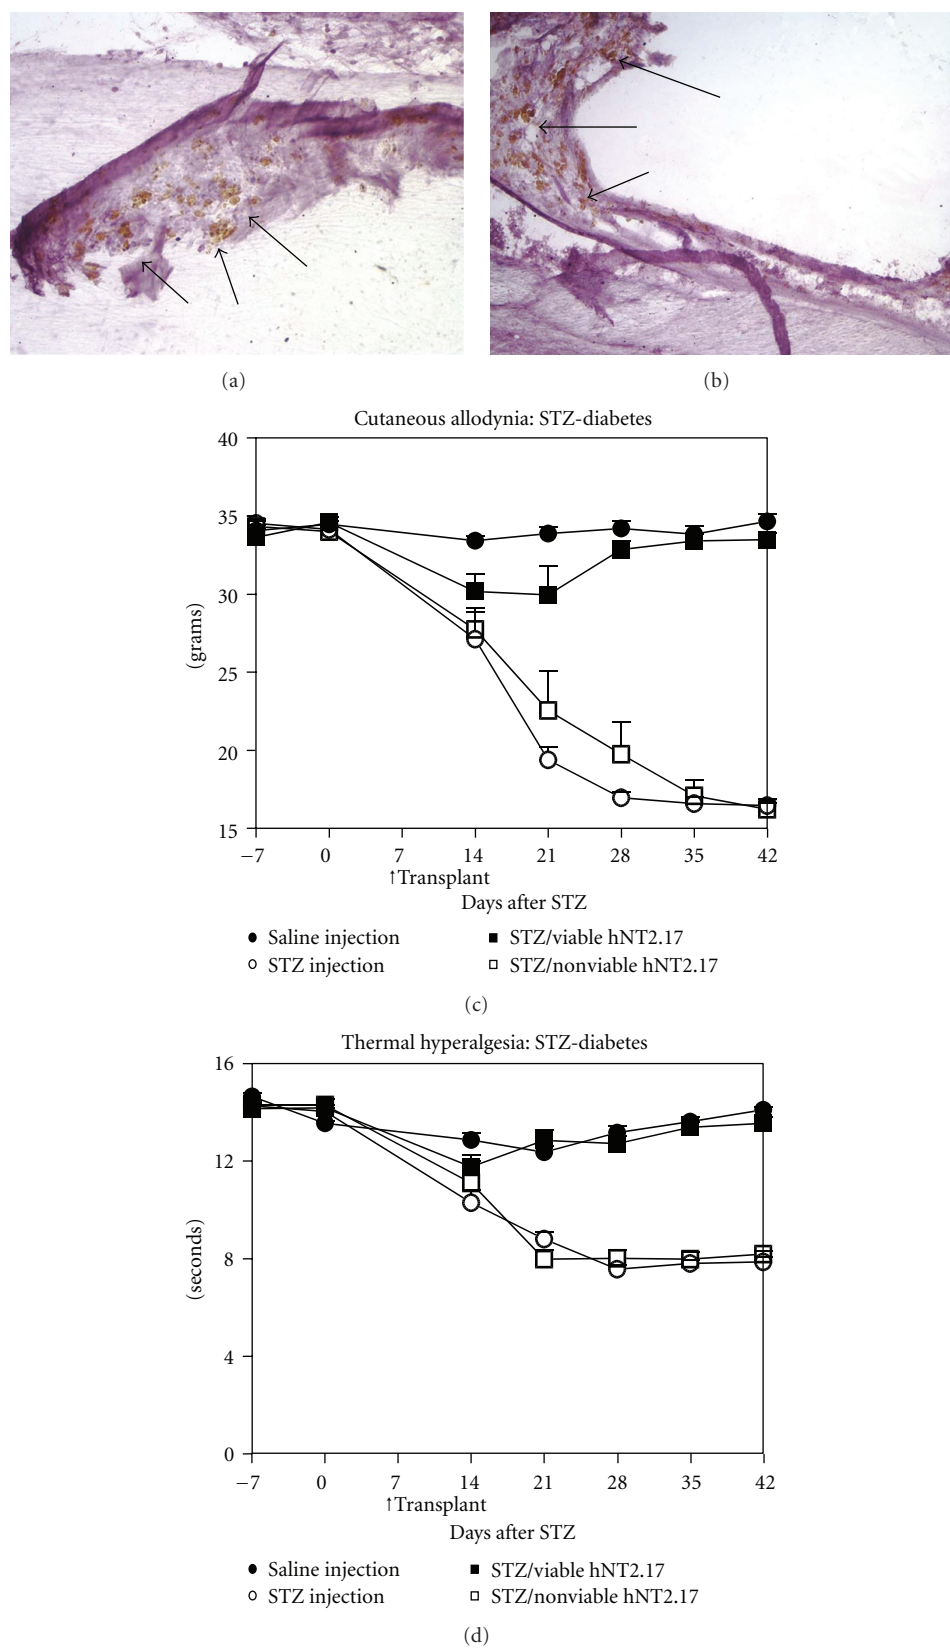 (a)
(b)
Cutaneous allodynia: STZ-diabetes
40
35
30
25
20
15
(grams)
−7 0 7 14 21 28 35 42
↑Transplant
Days after STZ
Saline injection
STZ injection
STZ/viable hNT2.17
STZ/nonviable hNT2.17
(c)
Thermal hyperalgesia: STZ-diabetes
16
12
8
4
0
(seconds)
−7 0 7 14 21 28 35 42
↑Transplant
Days after STZ
Saline injection
STZ injection
STZ/viable hNT2.17
STZ/nonviable hNT2.17
(d)